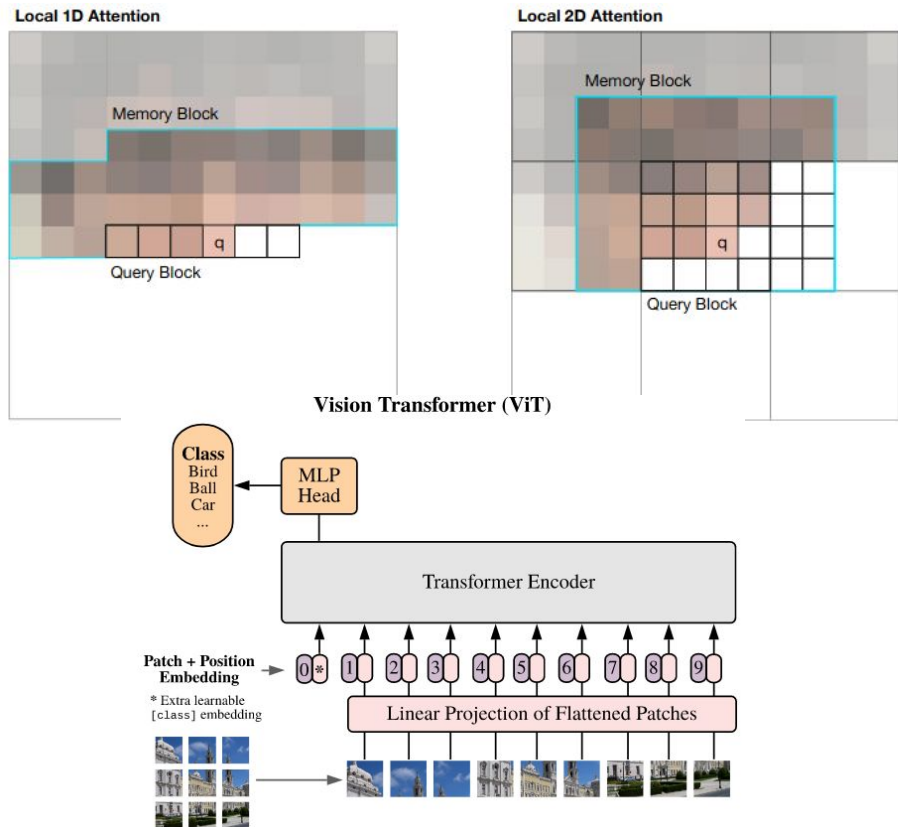 Local 1D Attention
Memory Block
q
Query Block
Local 2D Attention
Memory Block
q
Query Block
Vision Transformer (ViT)
Class
Bird
Ball
Car
...
MLP
Head
Transformer Encoder
Patch + Position
Embedding
* Extra learnable
[class] embedding
0 * 1 2 3 4 5 6 7 8 9
Linear Projection of Flattened Patches